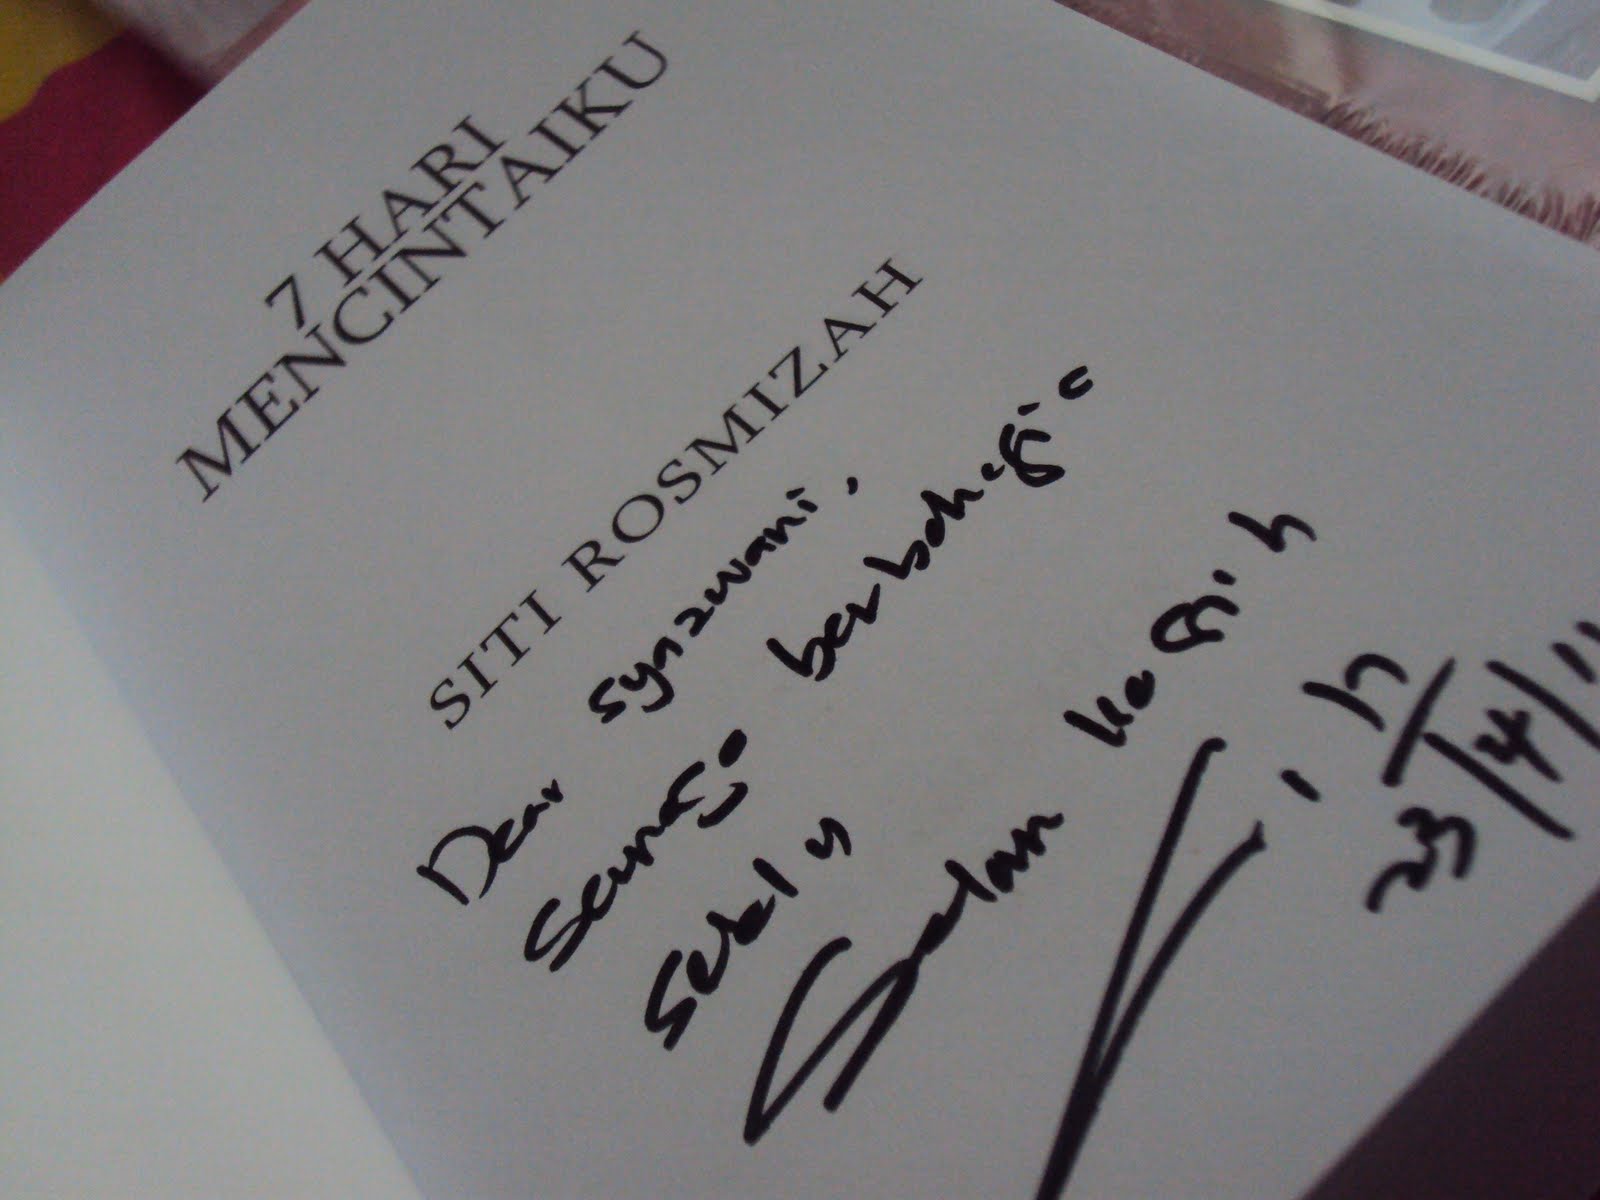 7 HARI
MENCINTAIKU
SITI ROSMIZAH
Dear Syazwani,
Semoga berbahagia
Selalu
Salam kasih
23/4/11